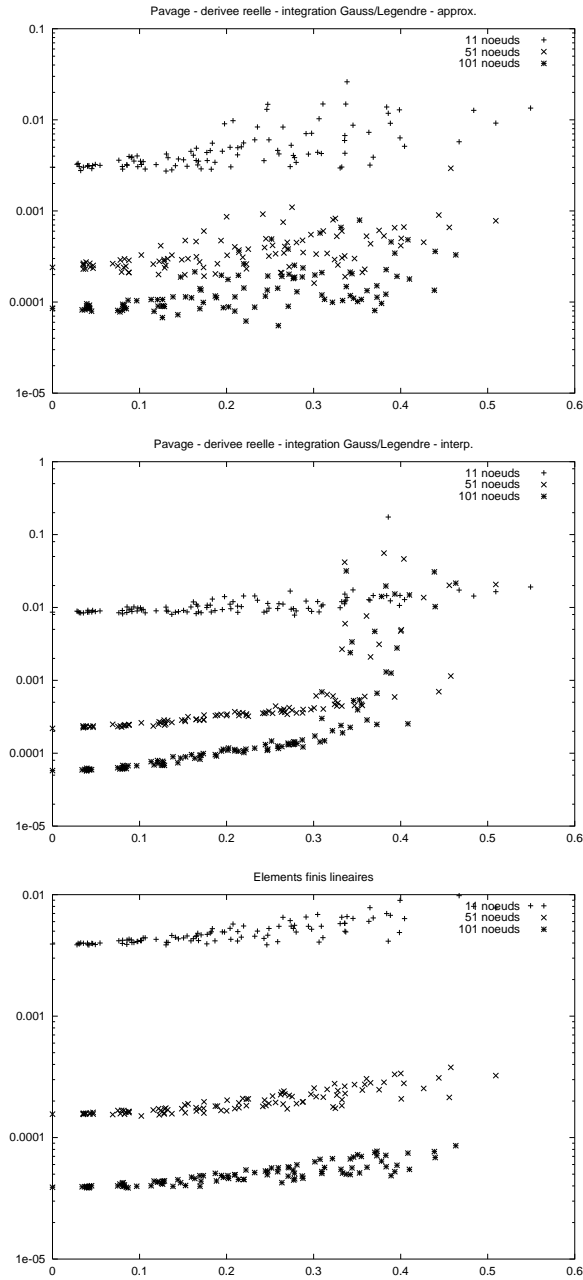 Pavage - derivee reelle - integration Gauss/Legendre - approx.
0.1
11 noeuds
51 noeuds
101 noeuds
0.01
0.001
0.0001
1e-05
0 0.1 0.2 0.3 0.4 0.5 0.6
Pavage - derivee reelle - integration Gauss/Legendre - interp.
1
11 noeuds
51 noeuds
101 noeuds
0.1
0.01
0.001
0.0001
1e-05
0 0.1 0.2 0.3 0.4 0.5 0.6
Elements finis lineaires
0.01
11 noeuds
51 noeuds
101 noeuds
0.001
0.0001
1e-05
0 0.1 0.2 0.3 0.4 0.5 0.6